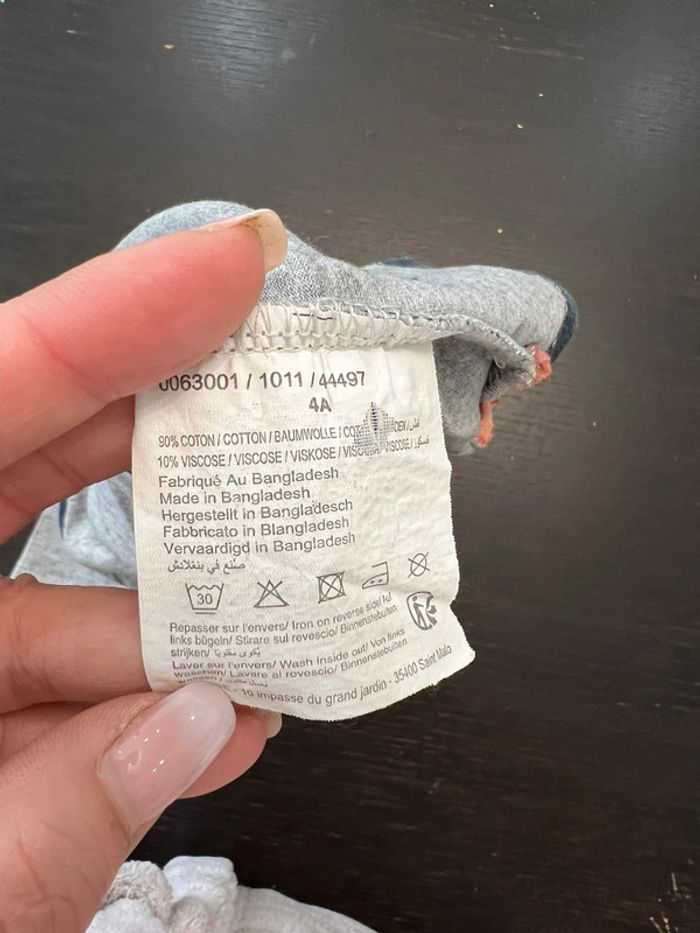 0063001 / 1011 / 44497
4A
90% COTON / COTTON / BAUMWOLLE /
10% VISCOSE / VISCOSE / VISKOSE / VISCOSE /
Fabriqué Au Bangladesh
Made in Bangladesh
Hergestellt in Bangladesch
Fabbricato in Blangladesh
Vervaardigd in Bangladesh
صنع في بنغلادش
30
Repasser sur l'envers/ Iron on reverse side/ Auf
links bügeln/ Stirare sul revescio/ Binnenstebuiten
strijken/ يُكوى مقلوبا
Laver sur l'envers/ Wash inside out/ Von links
waschen/ Lavare al rovescio/ Binnenstebuiten
- 10 impasse du grand jardin - 35400 Saint Malo